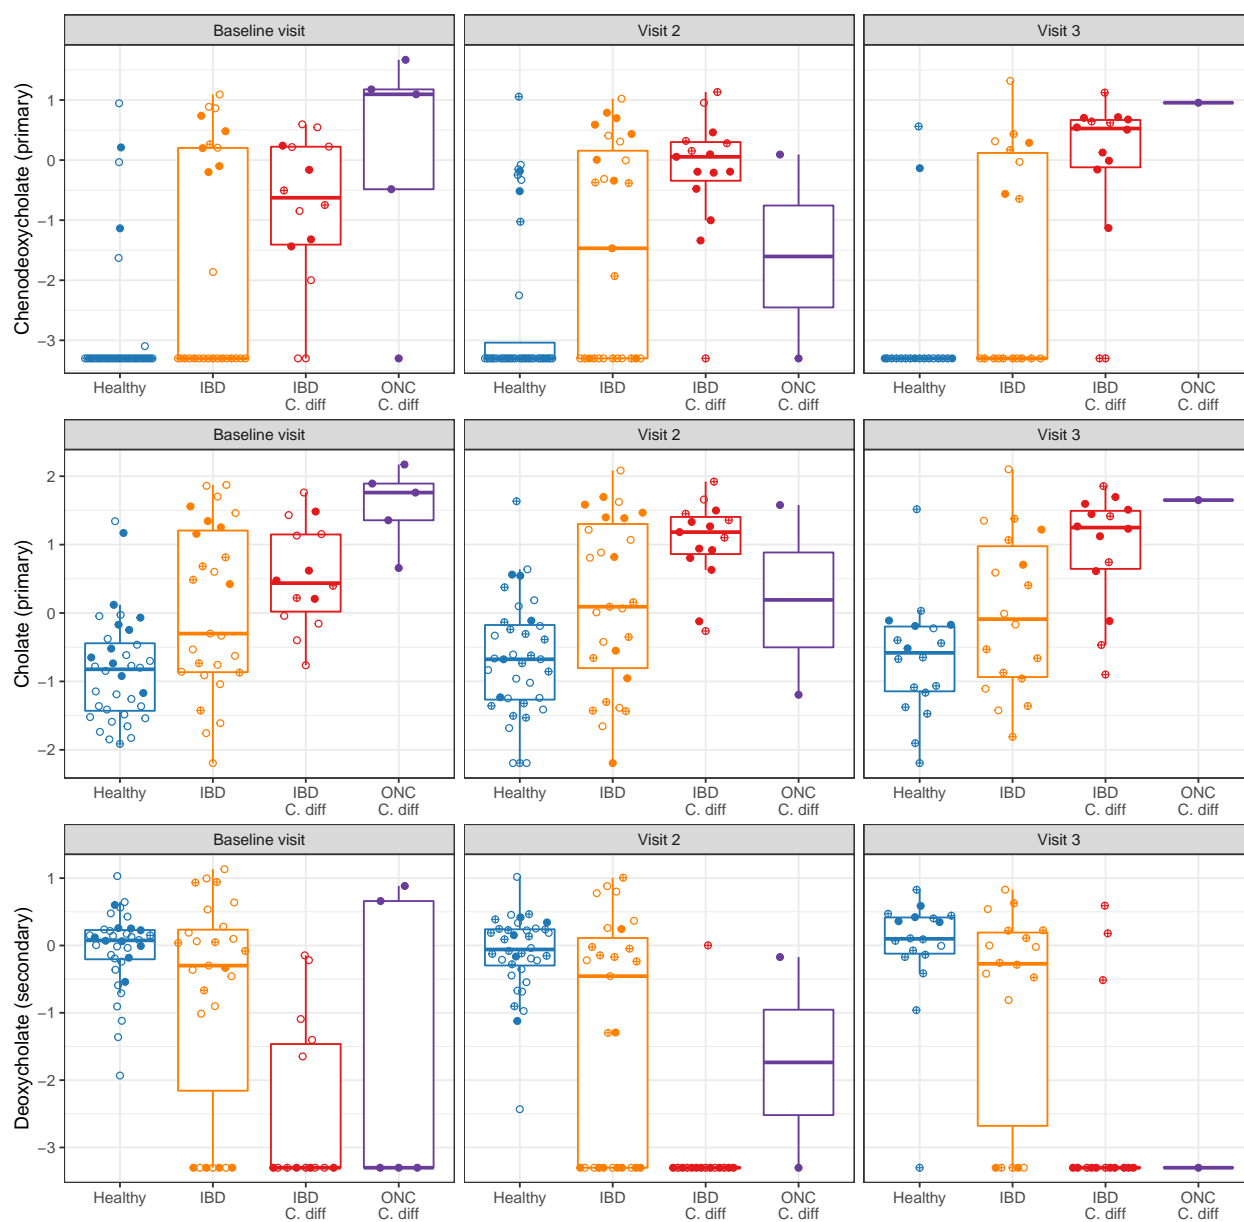 Baseline visit Visit 2 Visit 3
Chenodeoxycholate (primary)
1
0
−1
−2
−3
Healthy IBD IBD C. diff ONC C. diff Healthy IBD IBD C. diff ONC C. diff Healthy IBD IBD C. diff ONC C. diff
Baseline visit Visit 2 Visit 3
Cholate (primary)
2
1
0
−1
−2
Healthy IBD IBD C. diff ONC C. diff Healthy IBD IBD C. diff ONC C. diff Healthy IBD IBD C. diff ONC C. diff
Baseline visit Visit 2 Visit 3
Deoxycholate (secondary)
1
0
−1
−2
−3
Healthy IBD IBD C. diff ONC C. diff Healthy IBD IBD C. diff ONC C. diff Healthy IBD IBD C. diff ONC C. diff